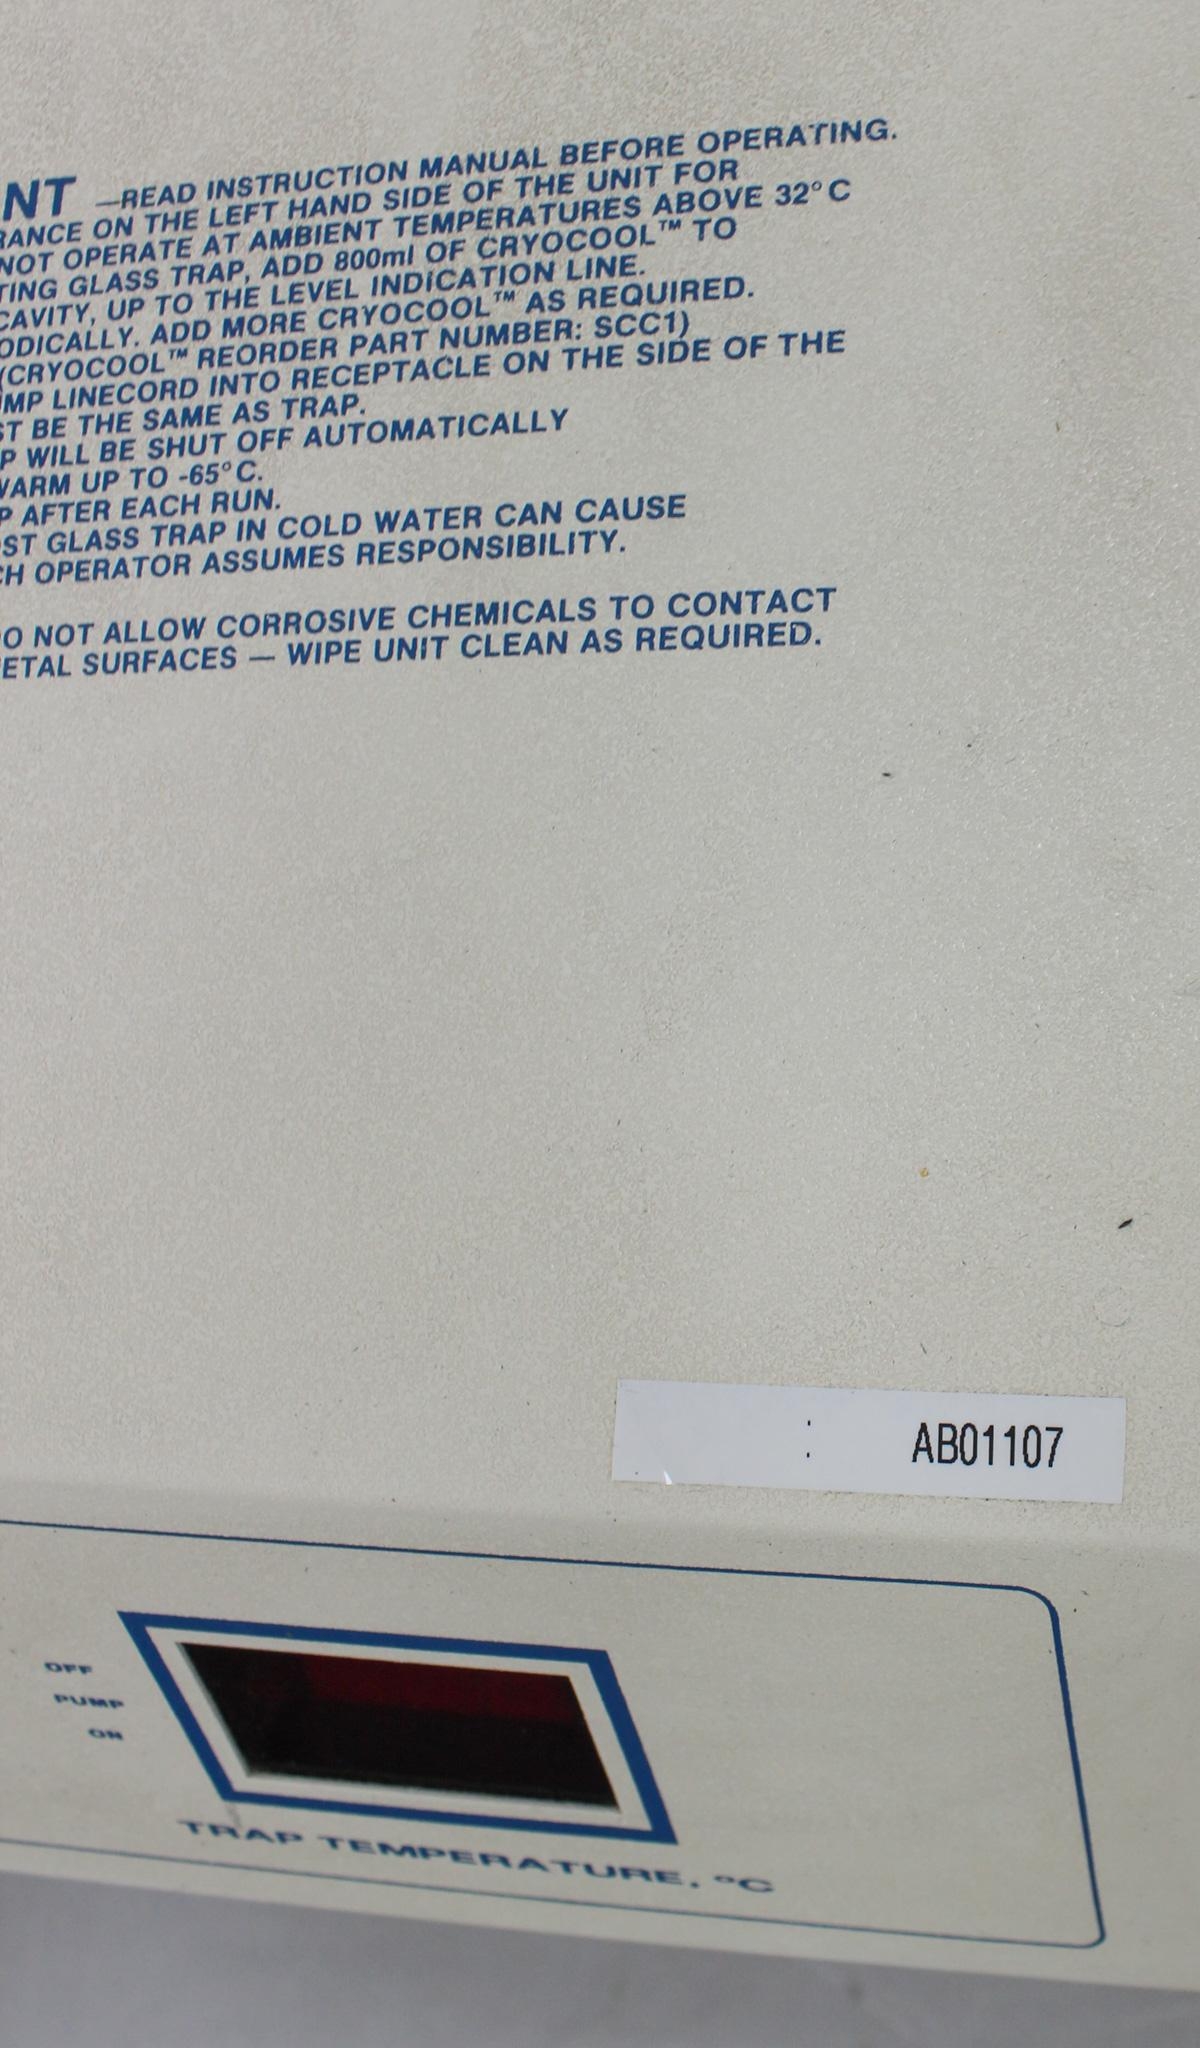 NT —READ INSTRUCTION MANUAL BEFORE OPERATING.
RANCE ON THE LEFT HAND SIDE OF THE UNIT FOR
NOT OPERATE AT AMBIENT TEMPERATURES ABOVE 32°C
TING GLASS TRAP, ADD 800ml OF CRYOCOOL™ TO
CAVITY, UP TO THE LEVEL INDICATION LINE.
ODICALLY. ADD MORE CRYOCOOL™ AS REQUIRED.
(CRYOCOOL™ REORDER PART NUMBER: SCC1)
MP LINECORD INTO RECEPTACLE ON THE SIDE OF THE
ST BE THE SAME AS TRAP.
P WILL BE SHUT OFF AUTOMATICALLY
WARM UP TO -65°C.
P AFTER EACH RUN.
OST GLASS TRAP IN COLD WATER CAN CAUSE
CH OPERATOR ASSUMES RESPONSIBILITY.
DO NOT ALLOW CORROSIVE CHEMICALS TO CONTACT
METAL SURFACES — WIPE UNIT CLEAN AS REQUIRED.
: AB01107
OFF
PUMP
ON
TRAP TEMPERATURE, °C